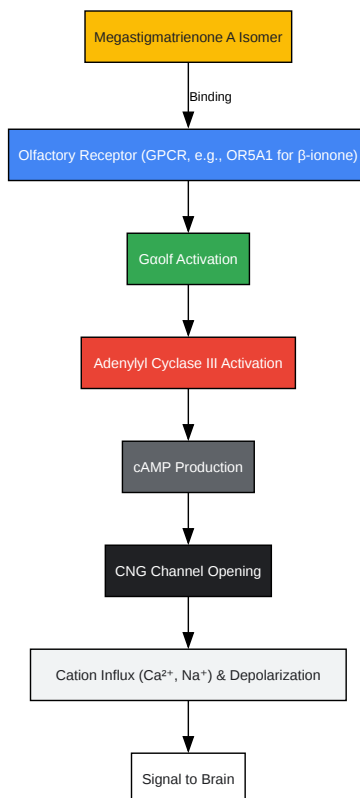 Megastigmatrienone A Isomer
Binding
Olfactory Receptor (GPCR, e.g., OR5A1 for β-ionone)
Gαolf Activation
Adenylyl Cyclase III Activation
cAMP Production
CNG Channel Opening
Cation Influx (Ca²⁺, Na⁺) & Depolarization
Signal to Brain